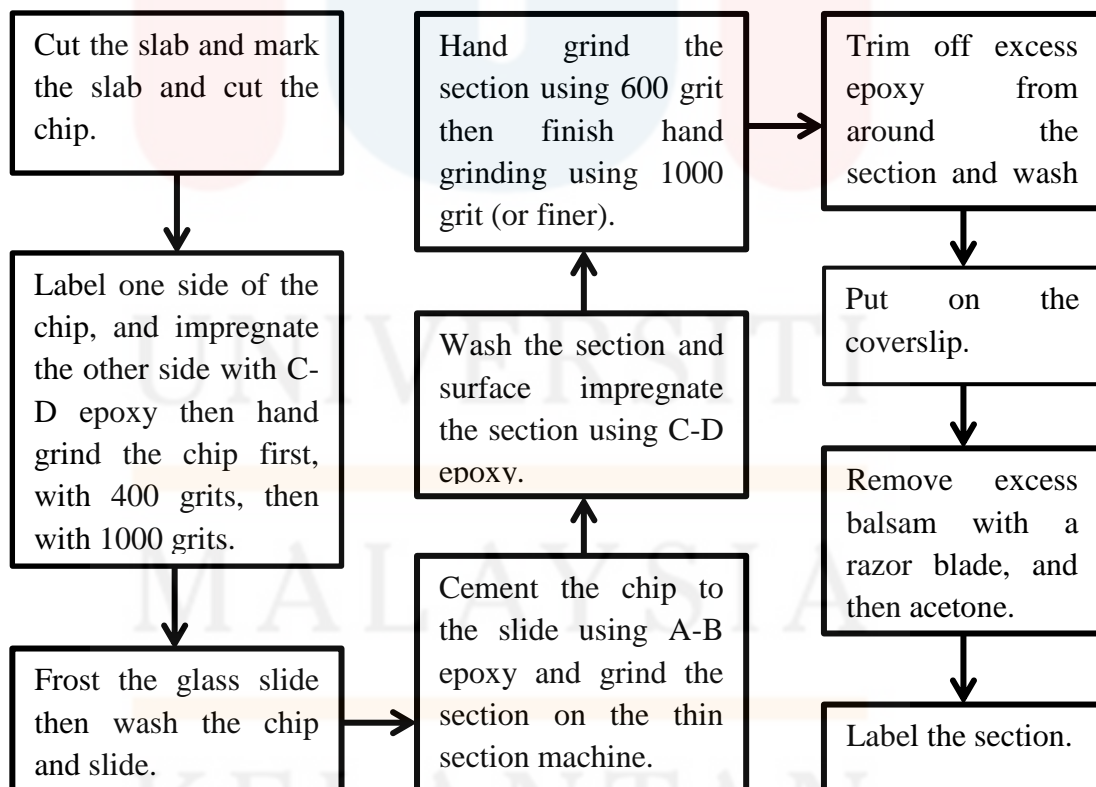 Cut the slab and mark
the slab and cut the
chip.
Label one side of the
chip, and impregnate
the other side with C-
D epoxy then hand
grind the chip first,
with 400 grits, then
with 1000 grits.
Frost the glass slide
then wash the chip
and slide.
Cement the chip to
the slide using A-B
epoxy and grind the
section on the thin
section machine.
Wash the section and
surface impregnate
the section using C-D
epoxy.
Hand grind the
section using 600 grit
then finish hand
grinding using 1000
grit (or finer).
Trim off excess
epoxy from
around the
section and wash
Put on the
coverslip.
Remove excess
balsam with a
razor blade, and
then acetone.
Label the section.
UNIVERSITI
MALAYSIA
KELANTAN